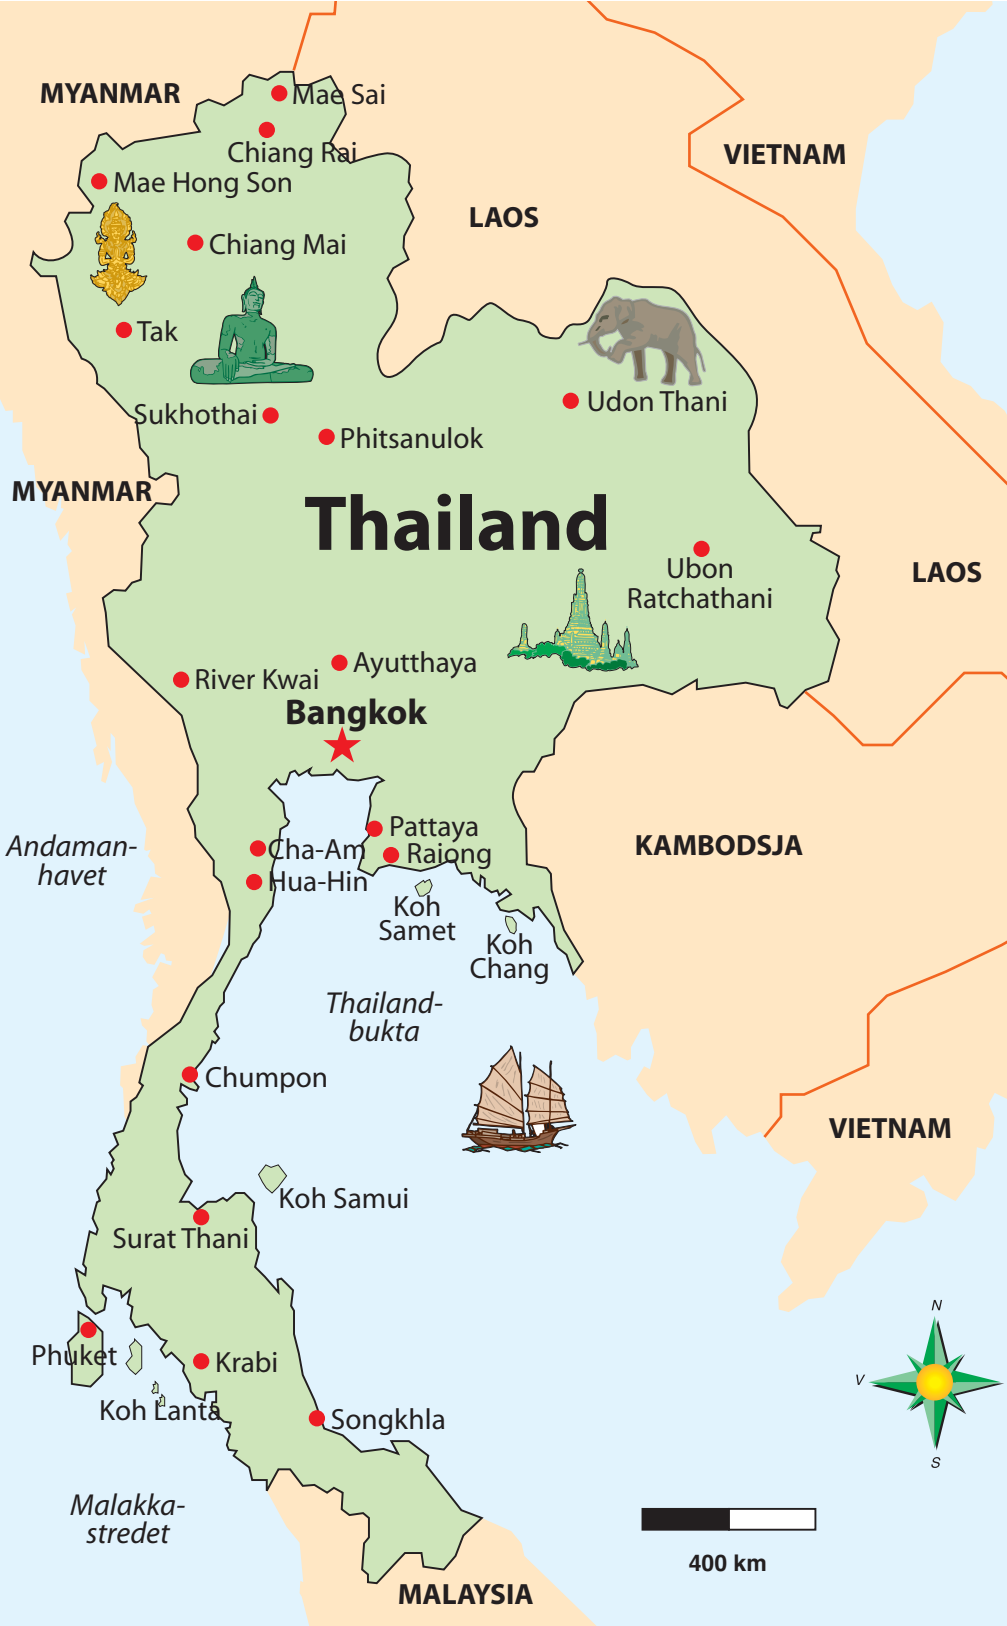 MYANMAR
Mae Sai
Chiang Rai
VIETNAM
Mae Hong Son
LAOS
Chiang Mai
Tak
Udon Thani
Sukhothai
Phitsanulok
MYANMAR
Thailand
Ubon
Ratchathani
LAOS
Ayutthaya
River Kwai
Bangkok
Pattaya
KAMBODSJA
Andaman-
havet
Cha-Am
Raiong
Hua-Hin
Koh
Samet
Koh
Chang
Thailand-
bukta
Chumpon
VIETNAM
Koh Samui
Surat Thani
N
Phuket
Krabi
V
Koh Lanta
Songkhla
S
Malakka-
stredet
400 km
MALAYSIA